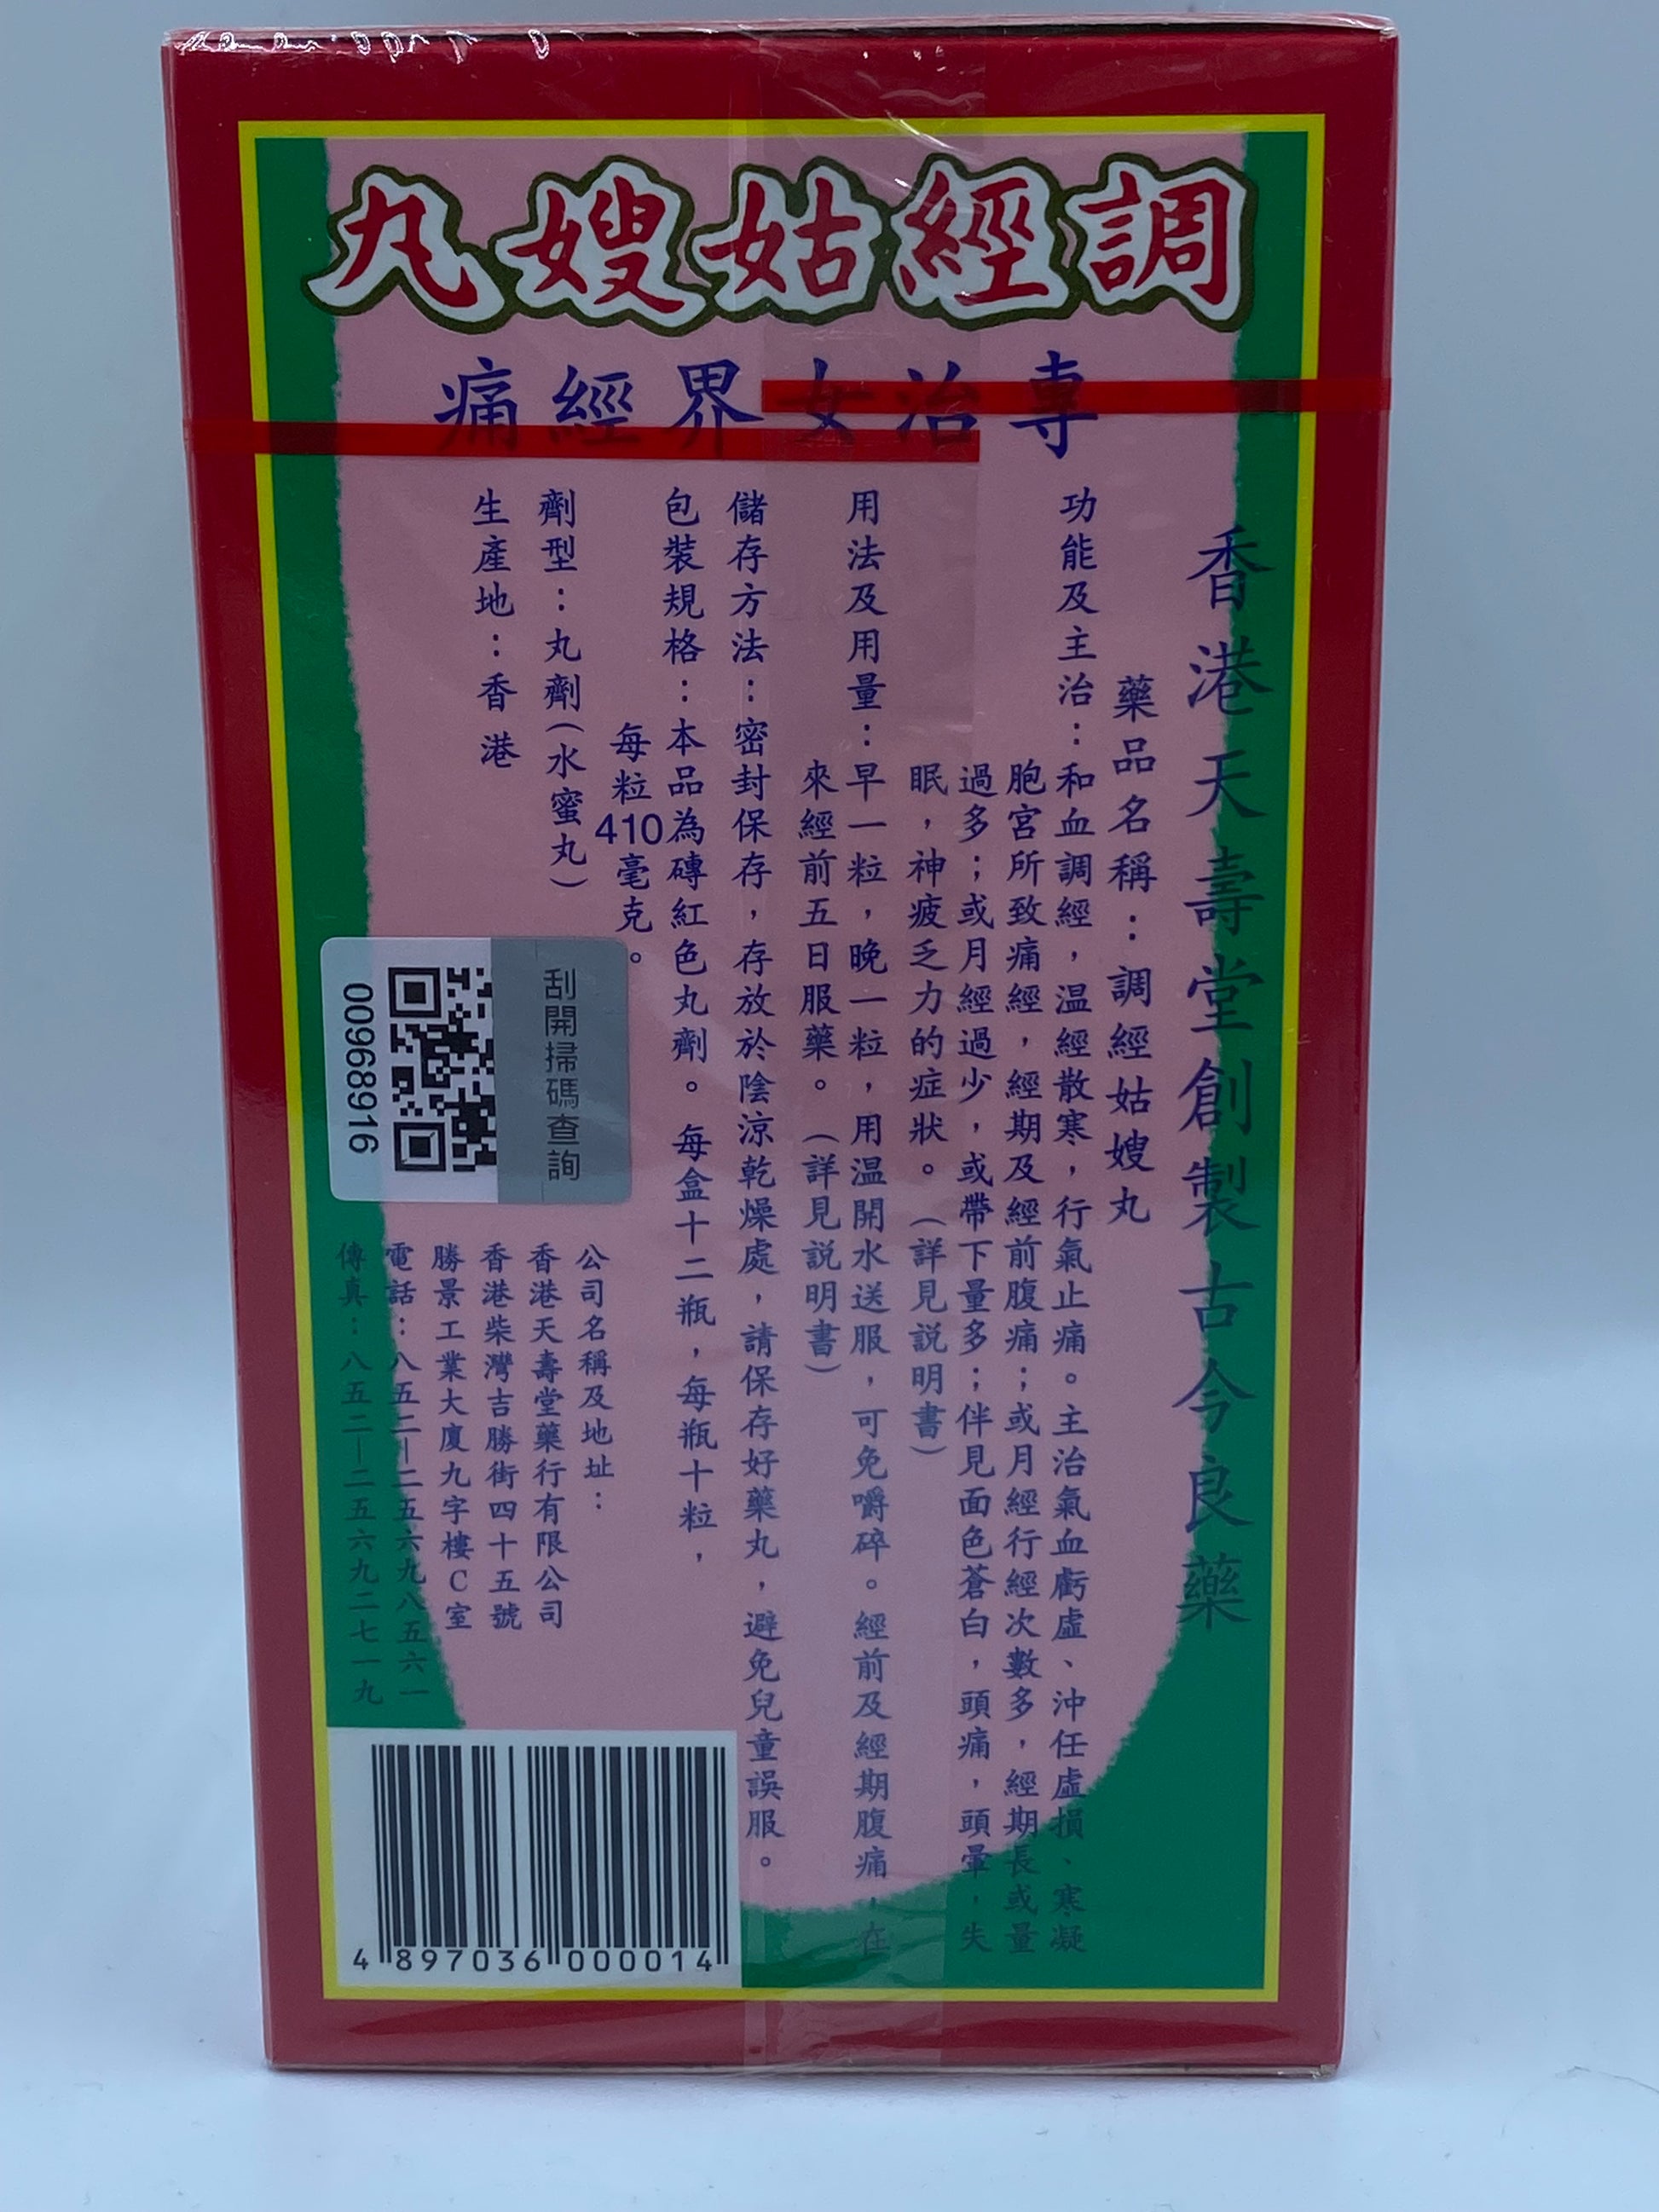 調經姑嫂丸
專治女界經痛
香港天壽堂創製古今良藥
藥品名稱：調經姑嫂丸
功能及主治：和血調經，温經散寒，行氣止痛。主治氣血虧虛、沖任虛損、寒凝
胞宮所致痛經，經期及經前腹痛；或月經行經次數多，經期長或量
過多；或月經過少，或帶下量多；伴見面色蒼白，頭痛，頭暈，失
眠，神疲乏力的症狀。（詳見説明書）
用法及用量：早一粒，晚一粒，用温開水送服，可免嚼碎。經前及經期腹痛，在
來經前五日服藥。（詳見説明書）
儲存方法：密封保存，存放於陰涼乾燥處，請保存好藥丸，避免兒童誤服。
包裝規格：本品為磚紅色丸劑。每盒十二瓶，每瓶十粒，
每粒410毫克。
劑型：丸劑（水蜜丸）
生產地：香港
刮開掃碼查詢
009689916
公司名稱及地址：
香港天壽堂藥行有限公司
香港柴灣吉勝街四十五號
勝景工業大廈九字樓C室
電話：八五二—二五六九八五六一
傳真：八五二—二五六九二七一九
4 897036 000014